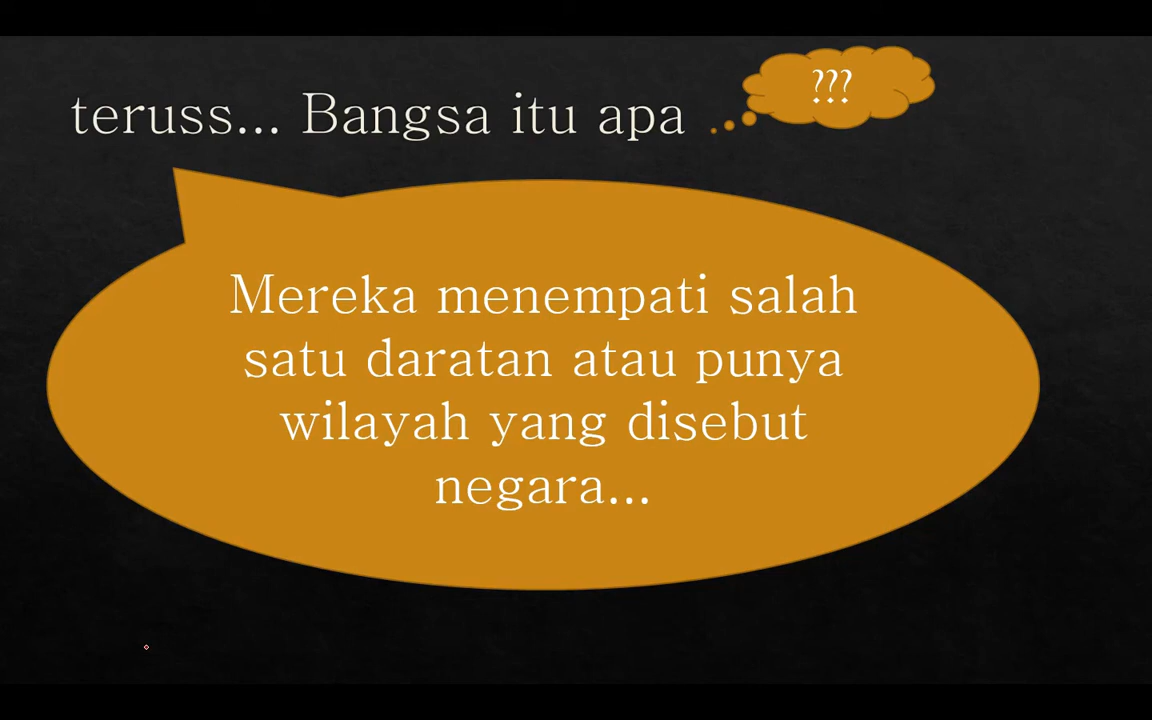 teruss... Bangsa itu apa
???
Mereka menempati salah
satu daratan atau punya
wilayah yang disebut
negara...